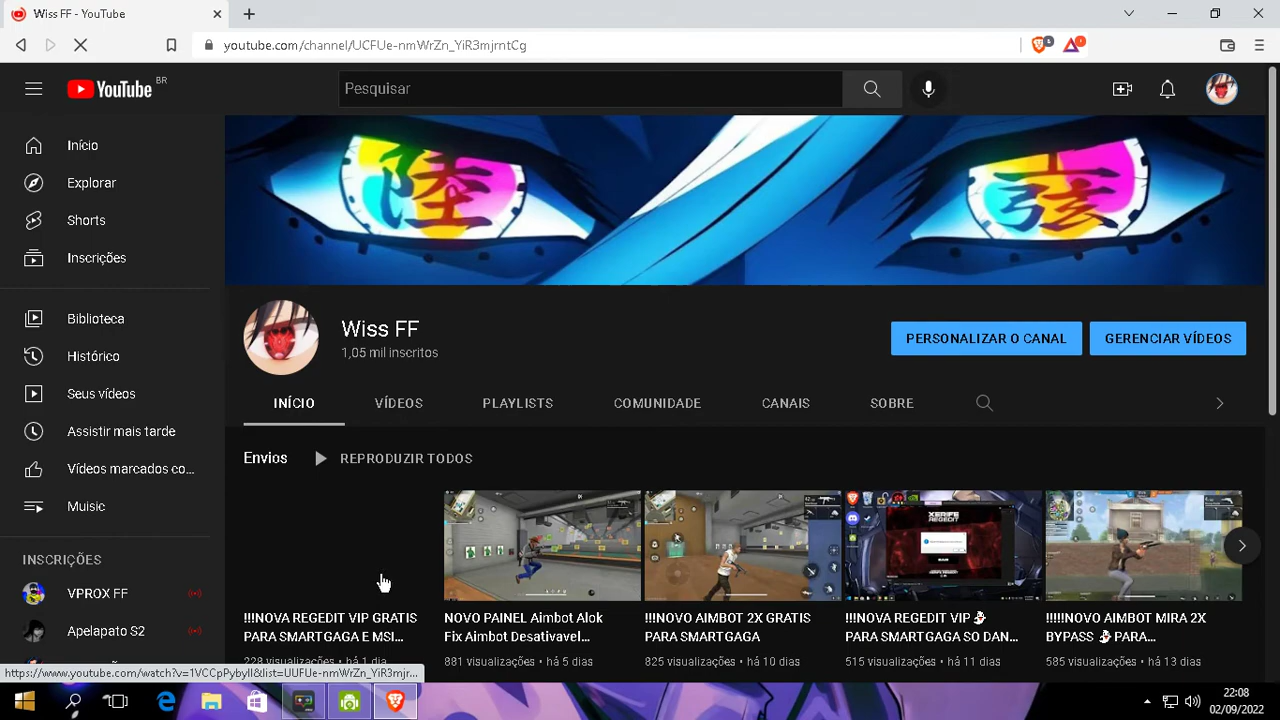 Wiss FF - YouTube
youtube.com/channel/UCFUe-nmWrZn_YiR3mjrntCg
YouTube BR
Pesquisar
Início
Explorar
Shorts
Inscrições
Biblioteca
Histórico
Seus vídeos
Assistir mais tarde
Vídeos marcados co...
Muisic
INSCRIÇÕES
VPROX FF
Apelapato S2
陸 弦
Wiss FF
1,05 mil inscritos
PERSONALIZAR O CANAL
GERENCIAR VÍDEOS
INÍCIO
VÍDEOS
PLAYLISTS
COMUNIDADE
CANAIS
SOBRE
Envios
REPRODUZIR TODOS
XERIFE
REGEDIT
!!!NOVA REGEDIT VIP GRATIS
PARA SMARTGAGA E MSI...
228 visualizações • há 1 dia
NOVO PAINEL Aimbot Alok
Fix Aimbot Desativavel...
881 visualizações • há 5 dias
!!!NOVO AIMBOT 2X GRATIS
PARA SMARTGAGA
825 visualizações • há 10 dias
!!!NOVA REGEDIT VIP👻
PARA SMARTGAGA SO DAN...
515 visualizações • há 11 dias
!!!!!NOVO AIMBOT MIRA 2X
BYPASS 👻PARA...
585 visualizações • há 13 dias
https://www.youtube.com/watch?v=1VCCpPybyII&list=UUFUe-nmWrZn_YiR3mjr...
22:08
02/09/2022